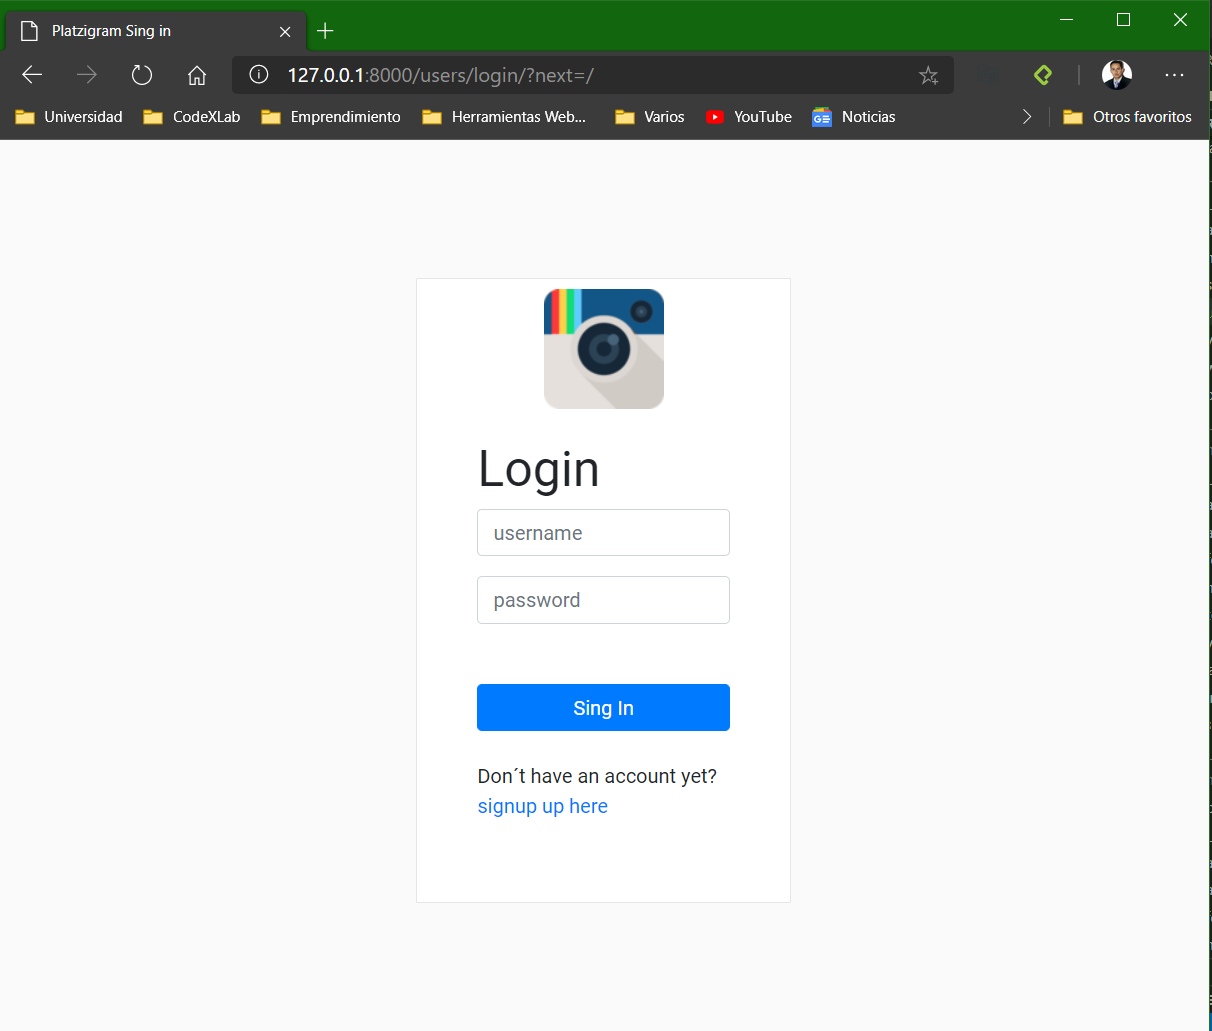 Platzigram Sing in
127.0.0.1:8000/users/login/?next=/
Universidad CodeXLab Emprendimiento Herramientas Web... Varios YouTube Noticias Otros favoritos
GE
Login
username
password
Sing In
Don´t have an account yet?
signup up here